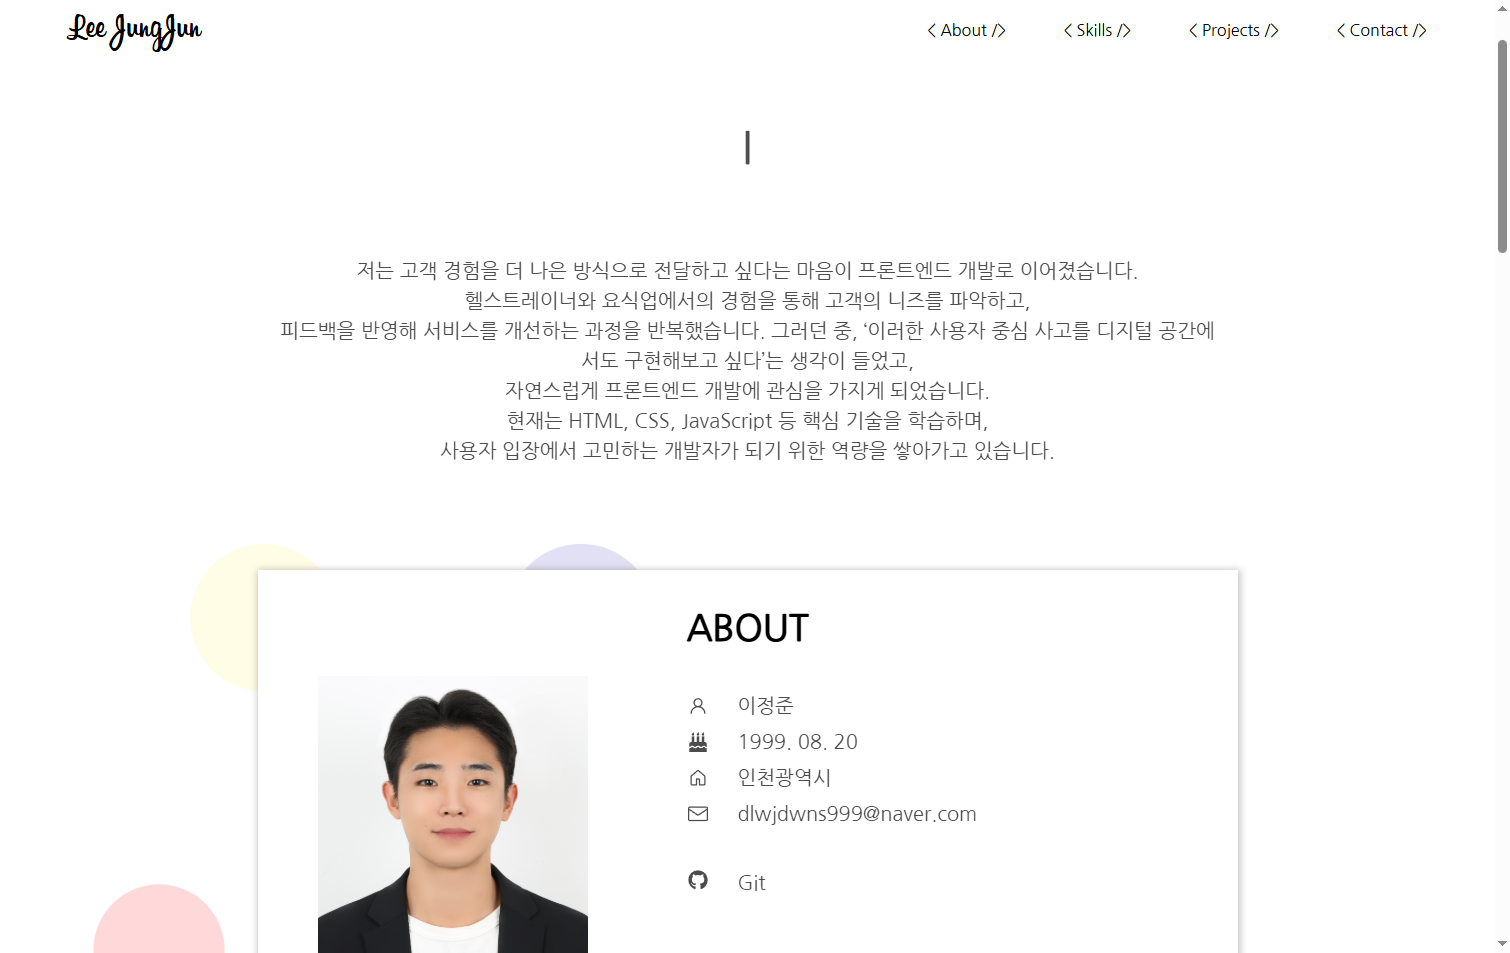 Lee JungJun
< About />
< Skills />
< Projects />
< Contact />
저는 고객 경험을 더 나은 방식으로 전달하고 싶다는 마음이 프론트엔드 개발로 이어졌습니다.
헬스트레이너와 요식업에서의 경험을 통해 고객의 니즈를 파악하고,
피드백을 반영해 서비스를 개선하는 과정을 반복했습니다. 그러던 중, ‘이러한 사용자 중심 사고를 디지털 공간에
서도 구현해보고 싶다’는 생각이 들었고,
자연스럽게 프론트엔드 개발에 관심을 가지게 되었습니다.
현재는 HTML, CSS, JavaScript 등 핵심 기술을 학습하며,
사용자 입장에서 고민하는 개발자가 되기 위한 역량을 쌓아가고 있습니다.
ABOUT
이정준
1999. 08. 20
인천광역시
dlwjdwns999@naver.com
Git